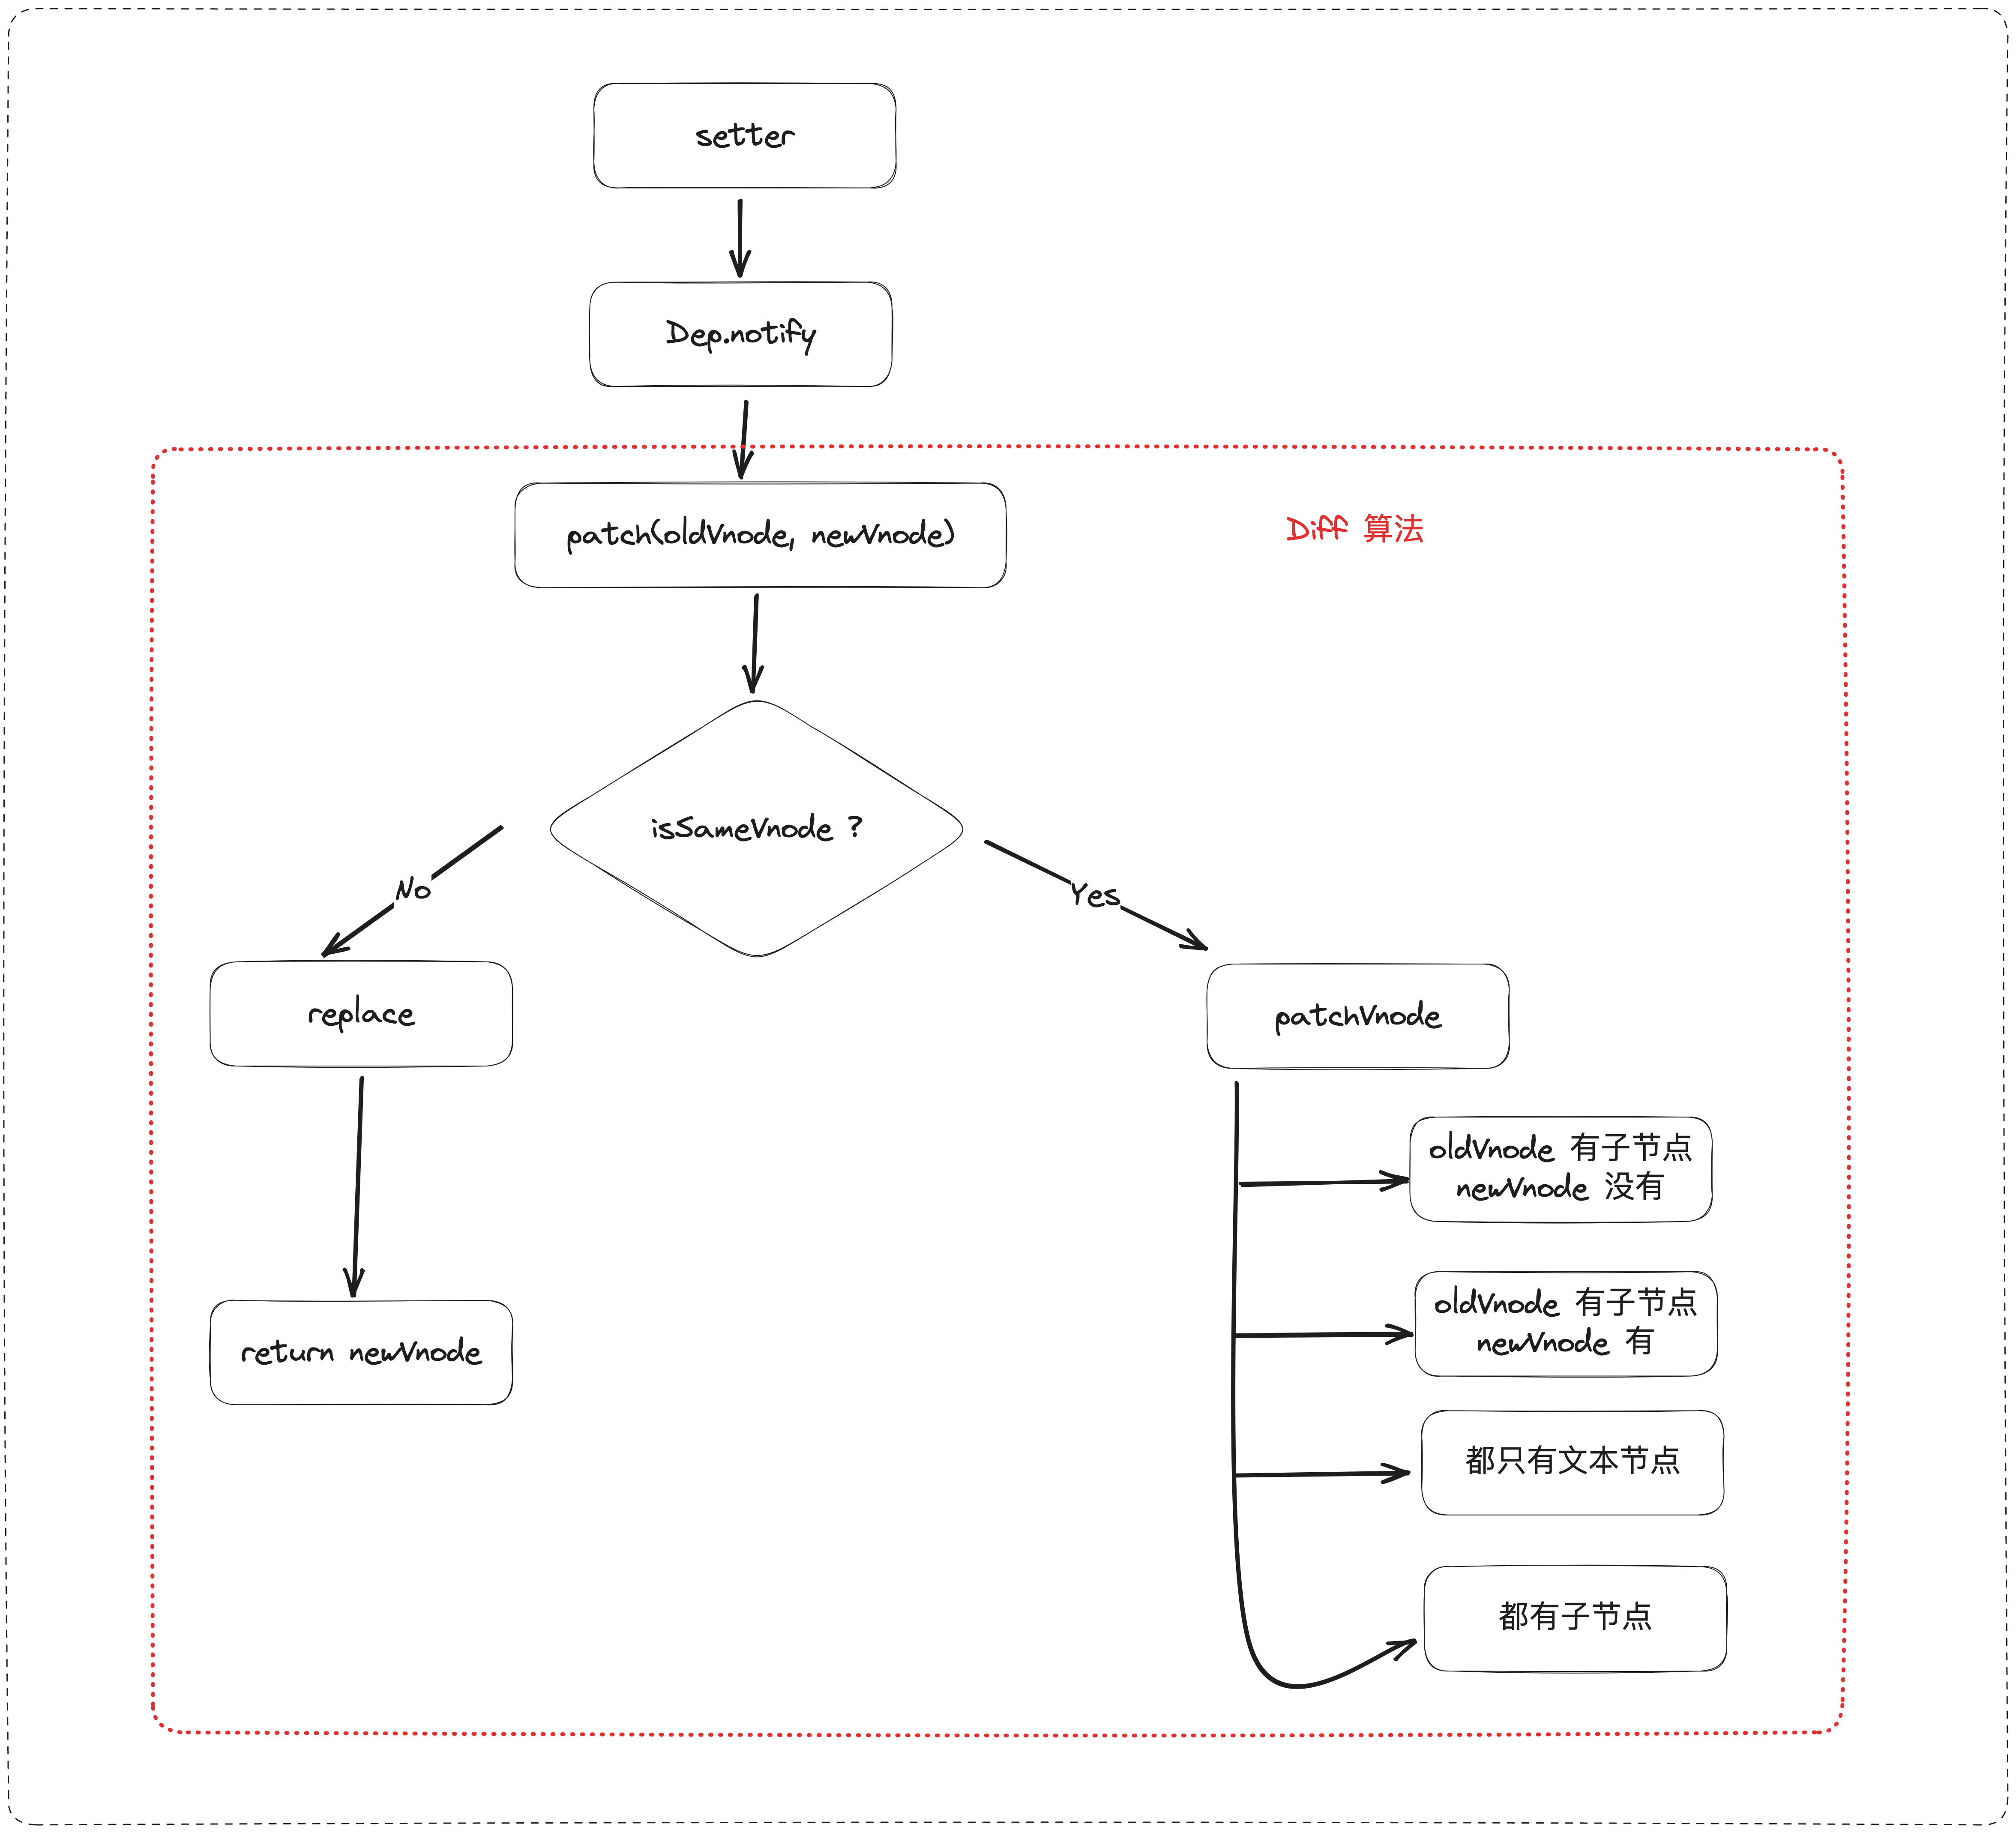 setter
Dep.notify
patch(oldVnode, newVnode)
Diff 算法
isSameVnode ?
No
Yes
replace
patchVnode
oldVnode 有子节点
newVnode 没有
oldVnode 有子节点
newVnode 有
return newVnode
都只有文本节点
都有子节点